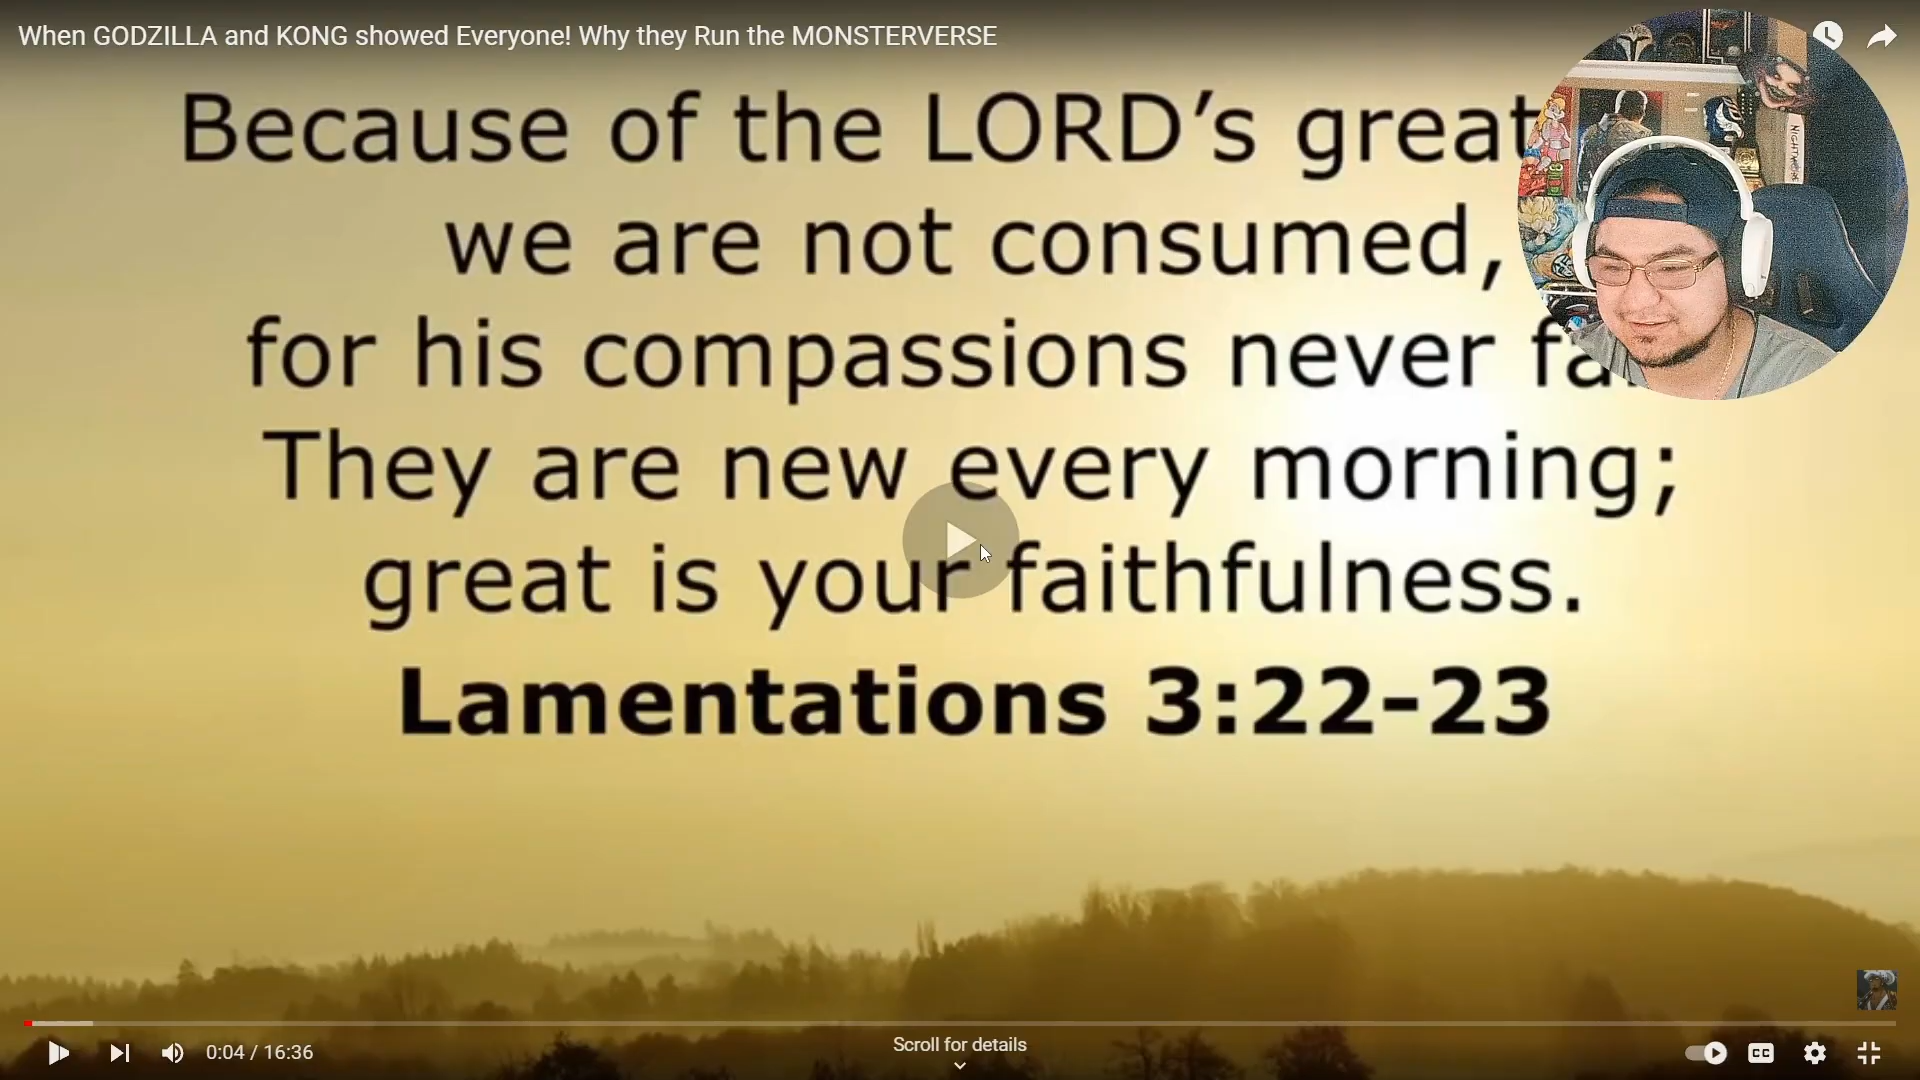 When GODZILLA and KONG showed Everyone! Why they Run the MONSTERVERSE
Because of the LORD's great
we are not consumed,
for his compassions never
They are new every morning;
great is your faithfulness.
Lamentations 3:22-23
0:04 / 16:36
Scroll for details
CC